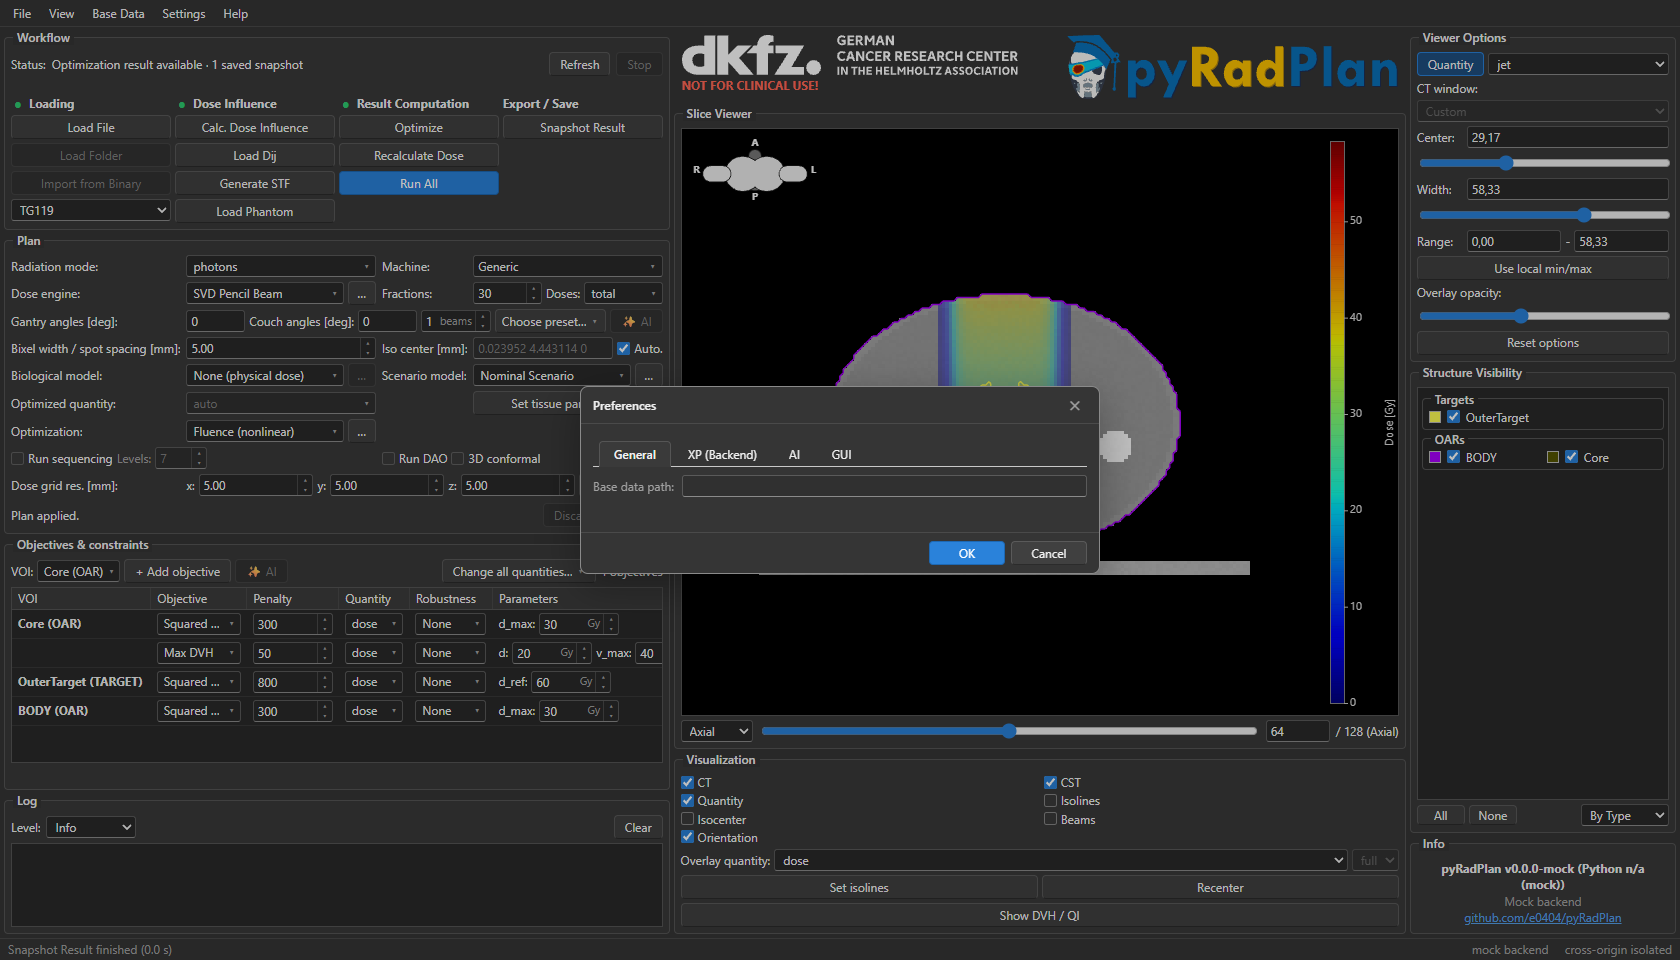 File View Base Data Settings Help
Workflow
Status: Optimization result available · 1 saved snapshot
Refresh Stop
Loading Dose Influence Result Computation Export / Save
Load File Calc. Dose Influence Optimize Snapshot Result
Load Folder Load Dij Recalculate Dose
Import from Binary Generate STF Run All
TG119 Load Phantom
Plan
Radiation mode: photons Machine: Generic
Dose engine: SVD Pencil Beam ... Fractions: 30 Doses: total
Gantry angles [deg]: 0 Couch angles [deg]: 0 1 beams Choose preset... AI
Bixel width / spot spacing [mm]: 5.00 Iso center [mm]: 0.023952 4.443114 0 Auto.
Biological model: None (physical dose) ... Scenario model: Nominal Scenario ...
Optimized quantity: auto Set tissue pa
Optimization: Fluence (nonlinear) ...
Run sequencing Levels: 7 Run DAO 3D conformal
Dose grid res. [mm]: x: 5.00 y: 5.00 z: 5.00
Plan applied. Disca
Objectives & constraints
VOI: Core (OAR) + Add objective AI Change all quantities...
VOI Objective Penalty Quantity Robustness Parameters
Core (OAR) Squared ... 300 dose None d_max: 30 Gy
Max DVH 50 dose None d: 20 Gy v_max: 40
OuterTarget (TARGET) Squared ... 800 dose None d_ref: 60 Gy
BODY (OAR) Squared ... 300 dose None d_max: 30 Gy
Log
Level: Info Clear
dkfz.
NOT FOR CLINICAL USE!
GERMAN
CANCER RESEARCH CENTER
IN THE HELMHOLTZ ASSOCIATION
pyRadPlan
Slice Viewer
A
R L
P
50
40
30
20
10
0
Dose [Gy]
Preferences
General XP (Backend) AI GUI
Base data path:
OK Cancel
Axial 64 / 128 (Axial)
Visualization
CT CST
Quantity Isolines
Isocenter Beams
Orientation
Overlay quantity: dose full
Set isolines Recenter
Show DVH / QI
Viewer Options
Quantity jet
CT window:
Custom
Center: 29,17
Width: 58,33
Range: 0,00 - 58,33
Use local min/max
Overlay opacity:
Reset options
Structure Visibility
Targets
OuterTarget
OARs
BODY Core
All None By Type
Info
pyRadPlan v0.0.0-mock (Python n/a
(mock))
Mock backend
github.com/e0404/pyRadPlan
Snapshot Result finished (0.0 s) mock backend cross-origin isolated